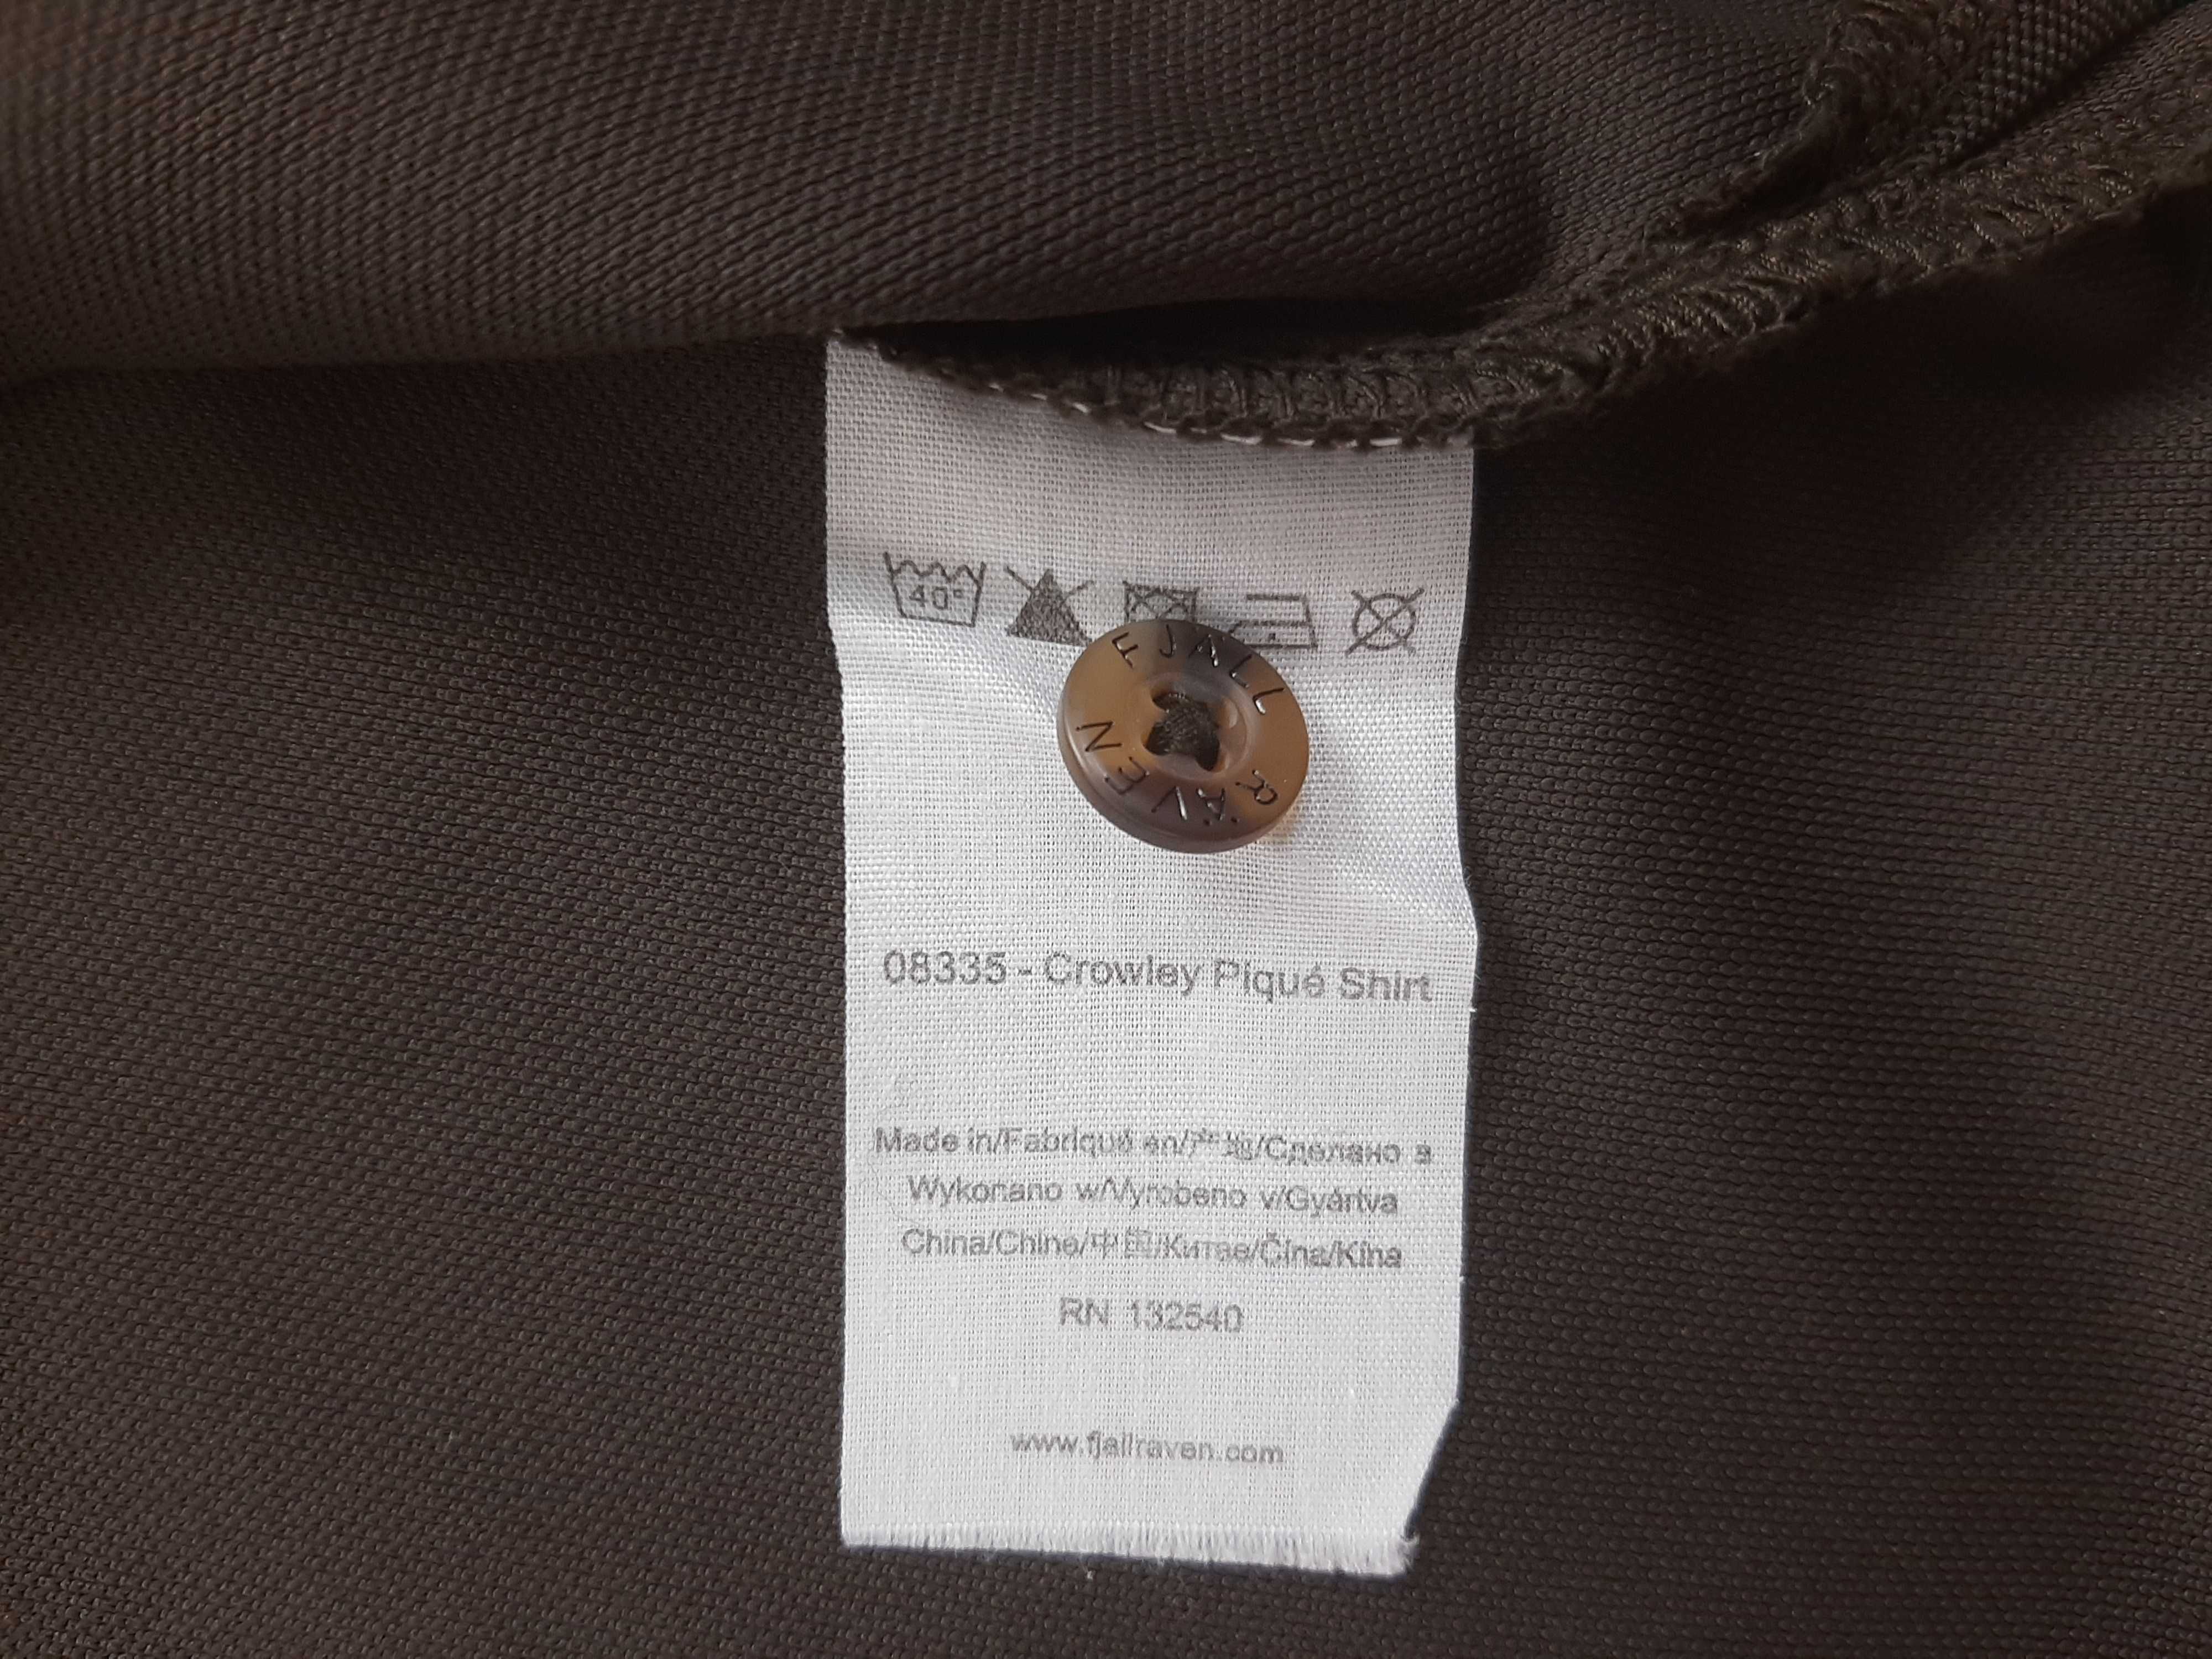 40°
FJALL
RÄVEN
08335 - Crowley Piqué Shirt
Made in/Fabriqué en/产地/Сделано в
Wykonano w/Vyrobeno v/Gyártva
China/Chine/中国/Китае/Čína/Kína
RN 132540
www.fjallraven.com